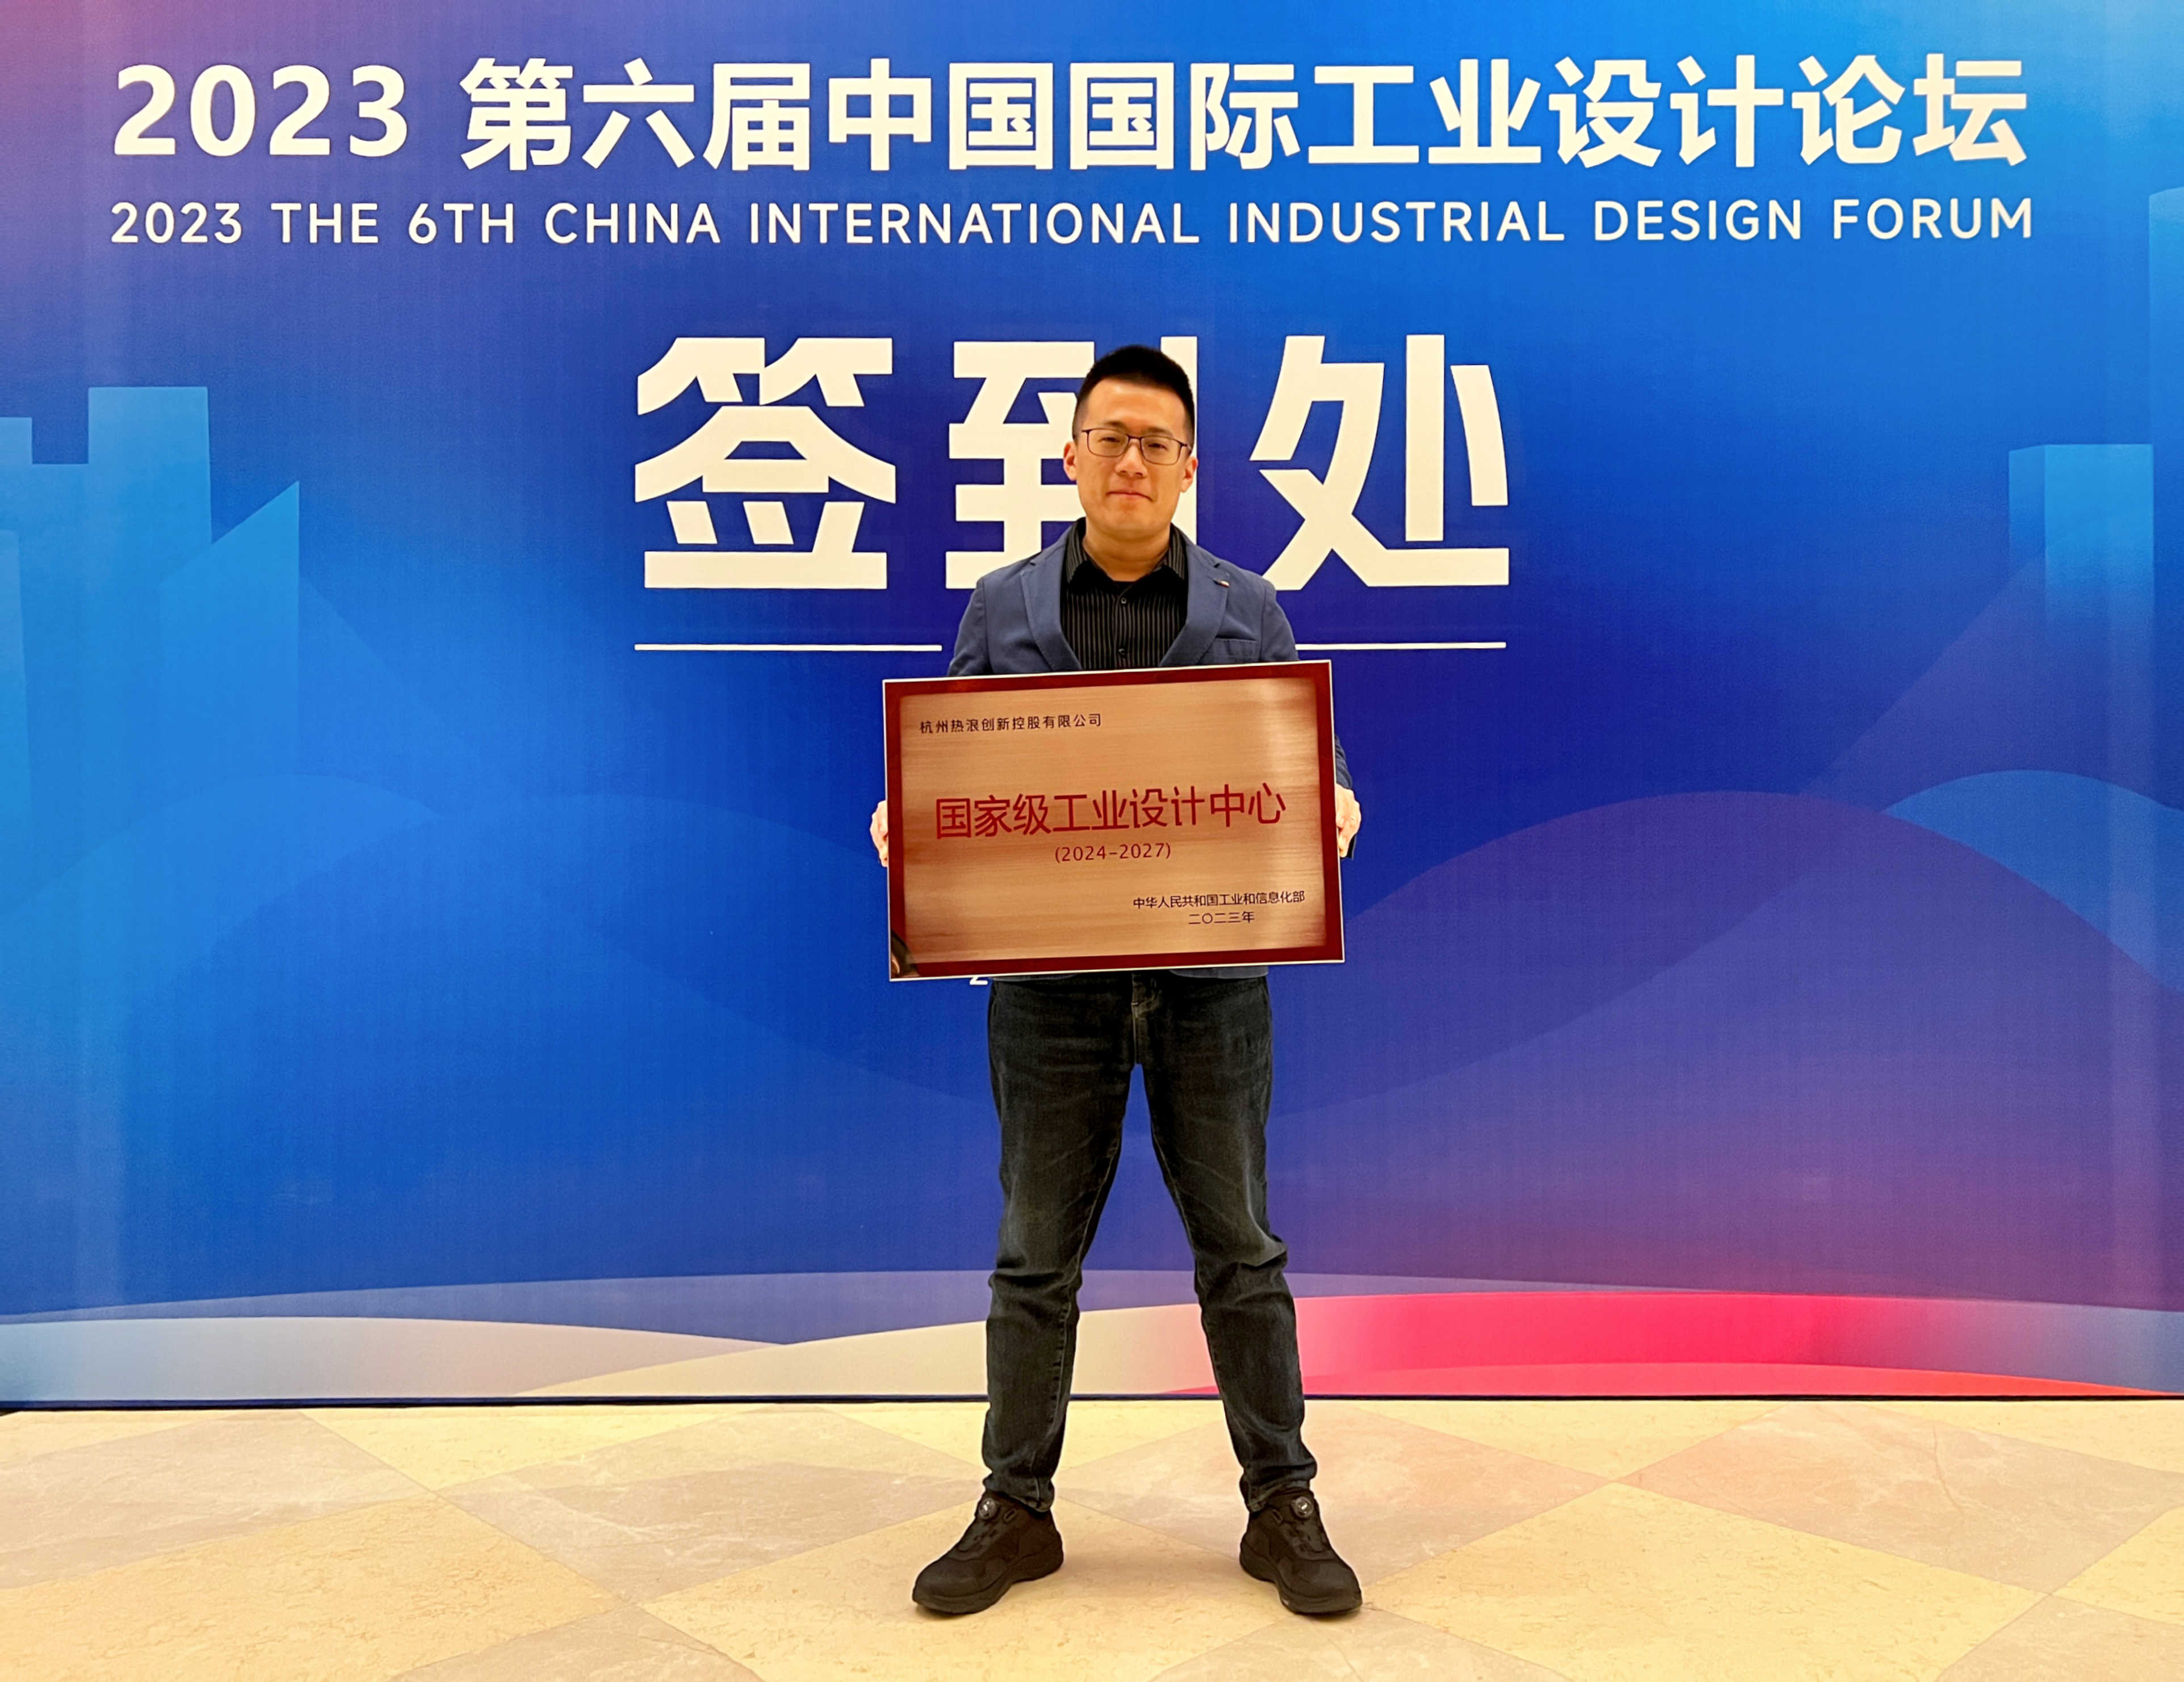 2023 第六届中国国际工业设计论坛
2023 THE 6TH CHINA INTERNATIONAL INDUSTRIAL DESIGN FORUM
签到处
杭州热浪创新控股有限公司
国家级工业设计中心
(2024-2027)
中华人民共和国工业和信息化部
二〇二三年